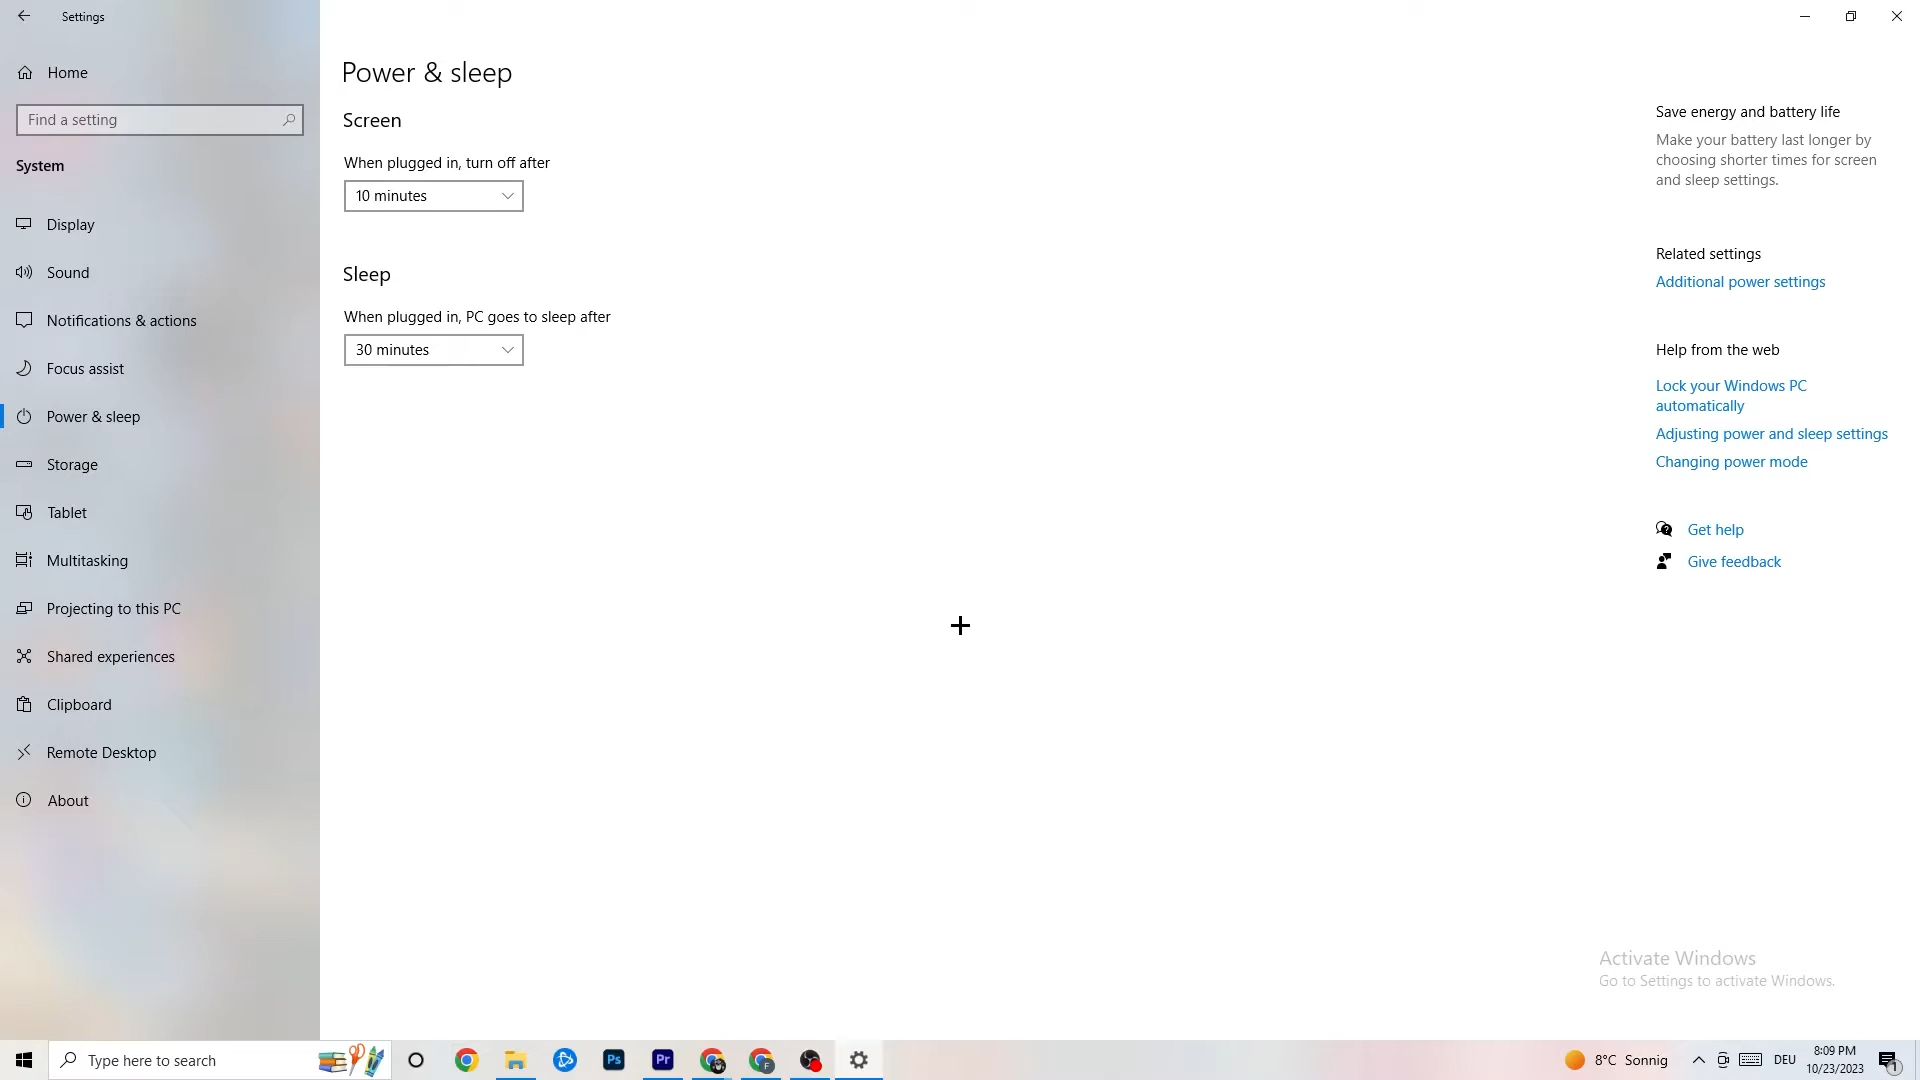 Settings
Home
Find a setting
System
Display
Sound
Notifications & actions
Focus assist
Power & sleep
Storage
Tablet
Multitasking
Projecting to this PC
Shared experiences
Clipboard
Remote Desktop
About
Power & sleep
Screen
When plugged in, turn off after
10 minutes
Sleep
When plugged in, PC goes to sleep after
30 minutes
Save energy and battery life
Make your battery last longer by
choosing shorter times for screen
and sleep settings.
Related settings
Additional power settings
Help from the web
Lock your Windows PC
automatically
Adjusting power and sleep settings
Changing power mode
Get help
Give feedback
Activate Windows
Go to Settings to activate Windows.
Type here to search
Ps
Pr
F
8°C Sonnig
DEU
8:09 PM
10/23/2023
1